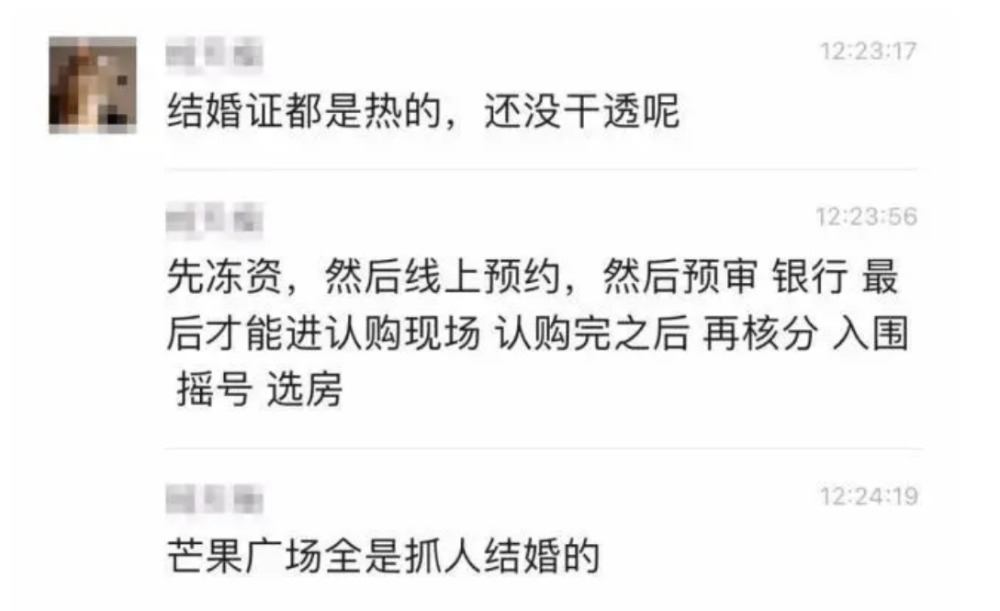 12:23:17
结婚证都是热的，还没干透呢
12:23:56
先冻资，然后线上预约，然后预审 银行 最
后才能进认购现场 认购完之后 再核分 入围
摇号 选房
12:24:19
芒果广场全是抓人结婚的